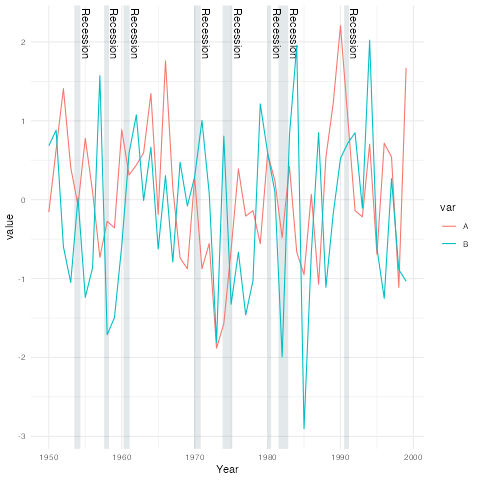 Recession
Recession
Recession
Recession
Recession
Recession
Recession
Recession
2
1
0
-1
-2
-3
value
1950
1960
1970
1980
1990
2000
Year
var
A
B